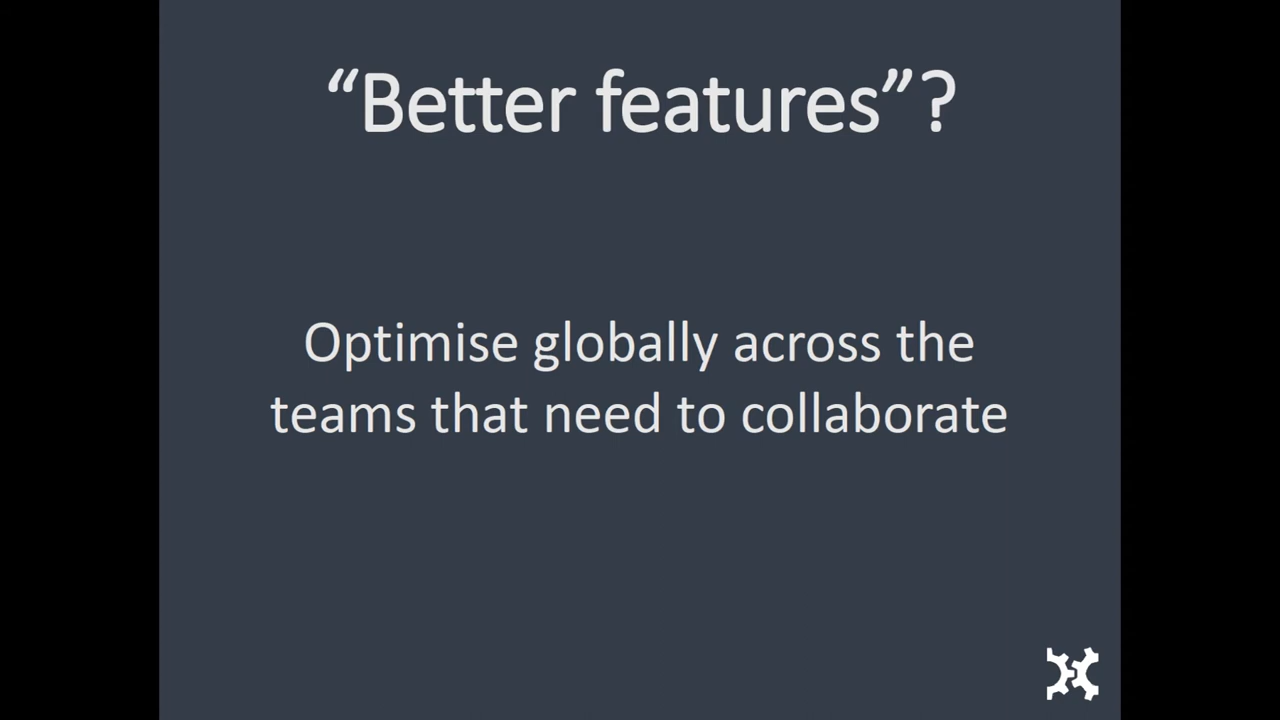 “Better features”?
Optimise globally across the
teams that need to collaborate